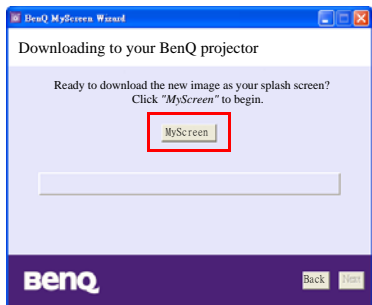 BenQ MyScreen Wizard
Downloading to your BenQ projector
Ready to download the new image as your splash screen?
Click "MyScreen" to begin.
MyScreen
BenQ
Back Next